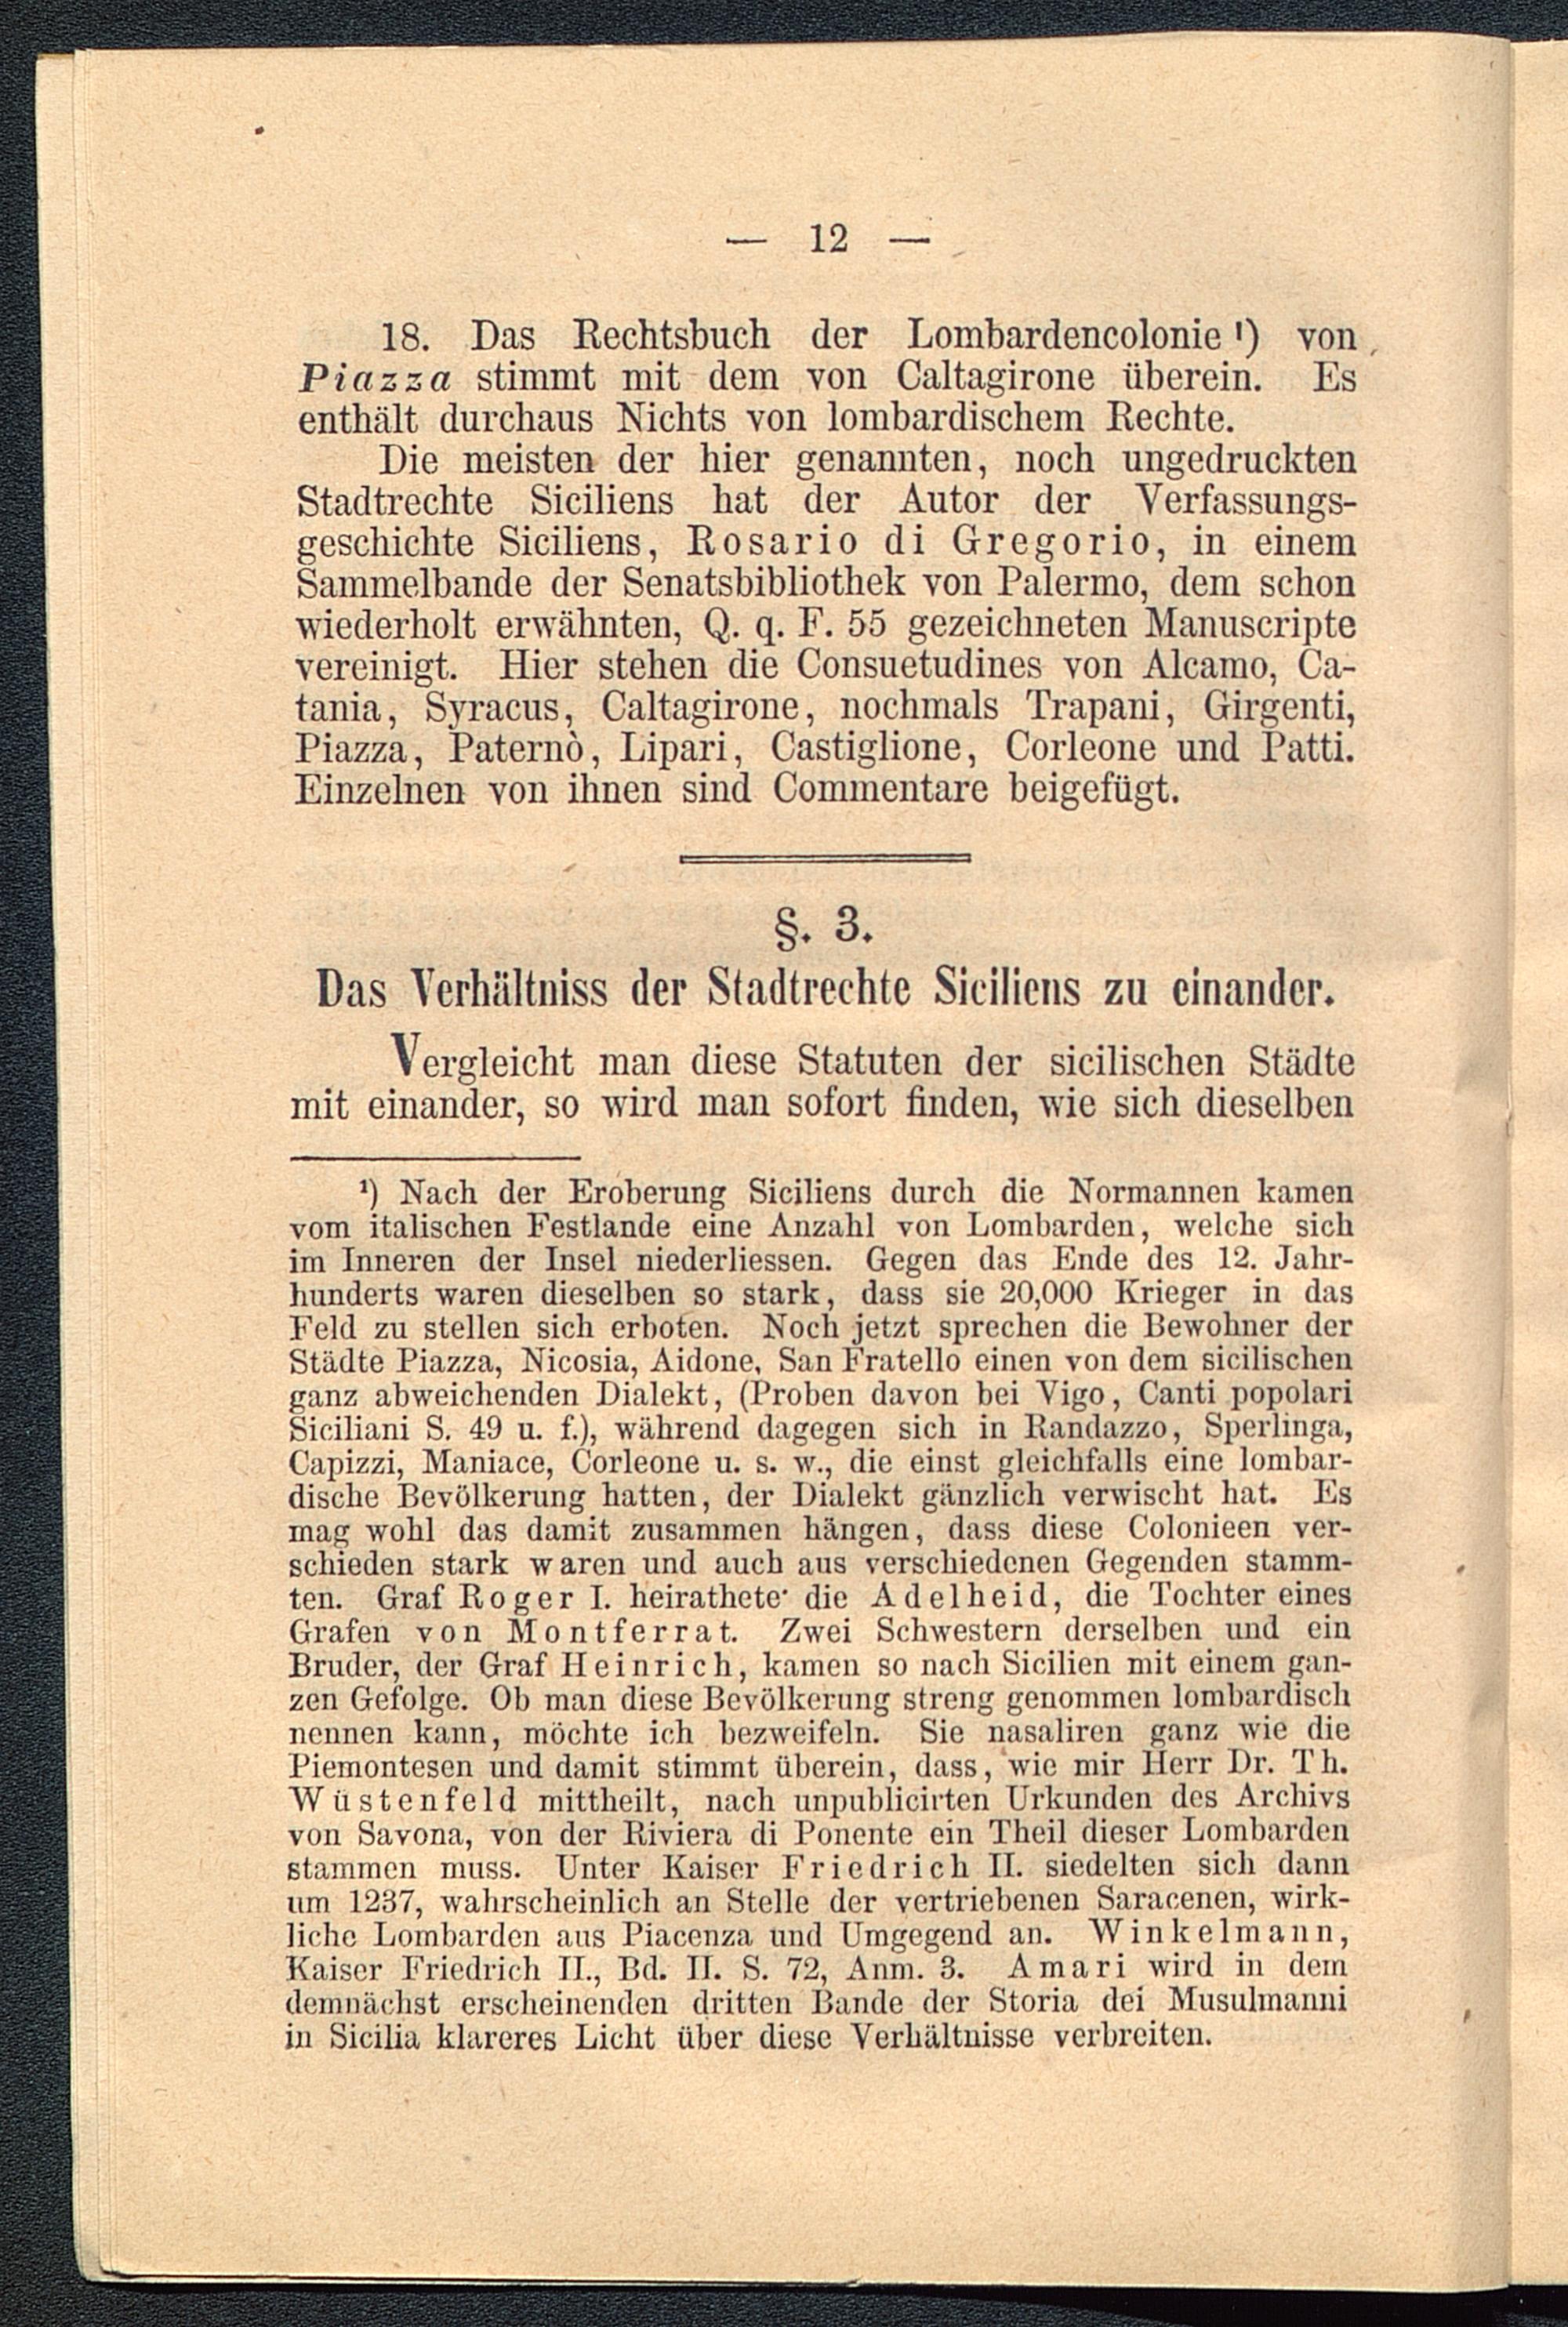 — 12 —
18. Das Rechtsbuch der Lombardencolonie ¹) von
Piazza stimmt mit dem von Caltagirone überein. Es
enthält durchaus Nichts von lombardischem Rechte.
Die meisten der hier genannten, noch ungedruckten
Stadtrechte Siciliens hat der Autor der Verfassungs-
geschichte Siciliens, Rosario di Gregorio, in einem
Sammelbande der Senatsbibliothek von Palermo, dem schon
wiederholt erwähnten, Q. q. F. 55 gezeichneten Manuscripte
vereinigt. Hier stehen die Consuetudines von Alcamo, Ca-
tania, Syracus, Caltagirone, nochmals Trapani, Girgenti,
Piazza, Paternò, Lipari, Castiglione, Corleone und Patti.
Einzelnen von ihnen sind Commentare beigefügt.
§. 3.
Das Verhältniss der Stadtrechte Siciliens zu einander.
Vergleicht man diese Statuten der sicilischen Städte
mit einander, so wird man sofort finden, wie sich dieselben
¹) Nach der Eroberung Siciliens durch die Normannen kamen
vom italischen Festlande eine Anzahl von Lombarden, welche sich
im Inneren der Insel niederliessen. Gegen das Ende des 12. Jahr-
hunderts waren dieselben so stark, dass sie 20,000 Krieger in das
Feld zu stellen sich erboten. Noch jetzt sprechen die Bewohner der
Städte Piazza, Nicosia, Aidone, San Fratello einen von dem sicilischen
ganz abweichenden Dialekt, (Proben davon bei Vigo, Canti popolari
Siciliani S. 49 u. f.), während dagegen sich in Randazzo, Sperlinga,
Capizzi, Maniace, Corleone u. s. w., die einst gleichfalls eine lombar-
dische Bevölkerung hatten, der Dialekt gänzlich verwischt hat. Es
mag wohl das damit zusammen hängen, dass diese Colonieen ver-
schieden stark waren und auch aus verschiedenen Gegenden stamm-
ten. Graf Roger I. heirathete die Adelheid, die Tochter eines
Grafen von Montferrat. Zwei Schwestern derselben und ein
Bruder, der Graf Heinrich, kamen so nach Sicilien mit einem gan-
zen Gefolge. Ob man diese Bevölkerung streng genommen lombardisch
nennen kann, möchte ich bezweifeln. Sie nasaliren ganz wie die
Piemontesen und damit stimmt überein, dass, wie mir Herr Dr. Th.
Wüstenfeld mittheilt, nach unpublicirten Urkunden des Archivs
von Savona, von der Riviera di Ponente ein Theil dieser Lombarden
stammen muss. Unter Kaiser Friedrich II. siedelten sich dann
um 1237, wahrscheinlich an Stelle der vertriebenen Saracenen, wirk-
liche Lombarden aus Piacenza und Umgegend an. Winkelmann,
Kaiser Friedrich II., Bd. II. S. 72, Anm. 3. Amari wird in dem
demnächst erscheinenden dritten Bande der Storia dei Musulmanni
in Sicilia klareres Licht über diese Verhältnisse verbreiten.